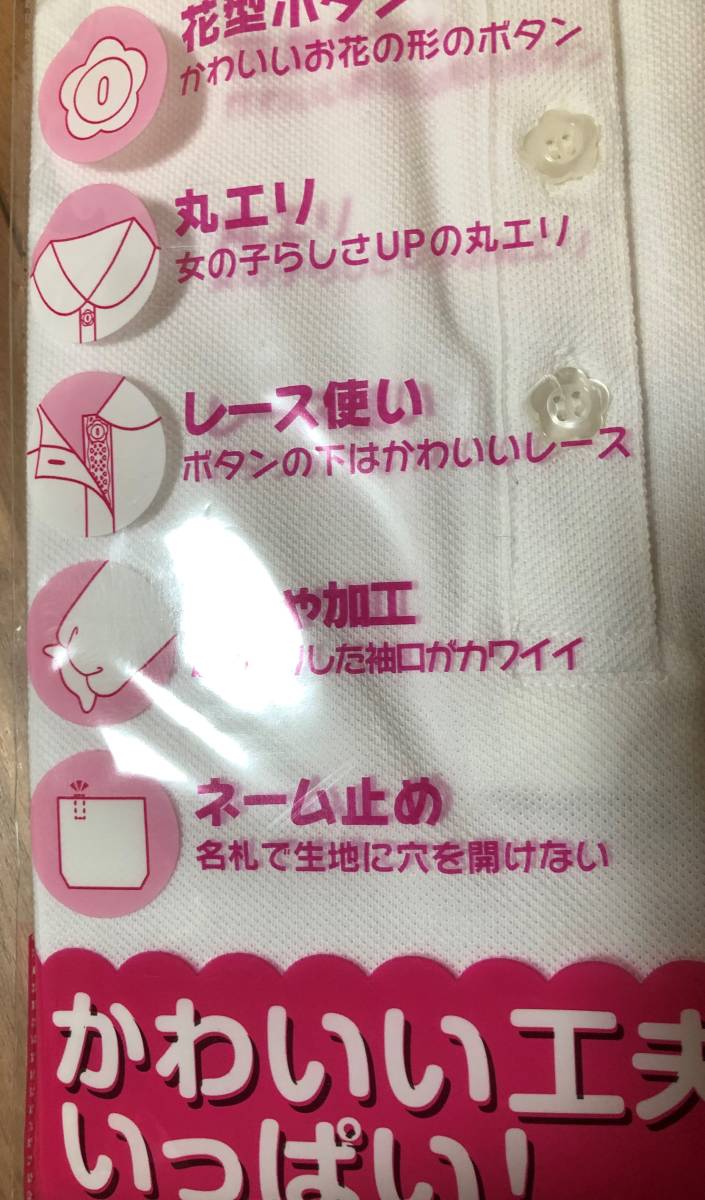 花型ボタン
かわいいお花の形のボタン
丸エリ
女の子らしさUPの丸エリ
レース使い
ボタンの下はかわいいレース
や加工
した袖口がカワイイ
ネーム止め
名札で生地に穴を開けない
かわいい工夫
いっぱい!